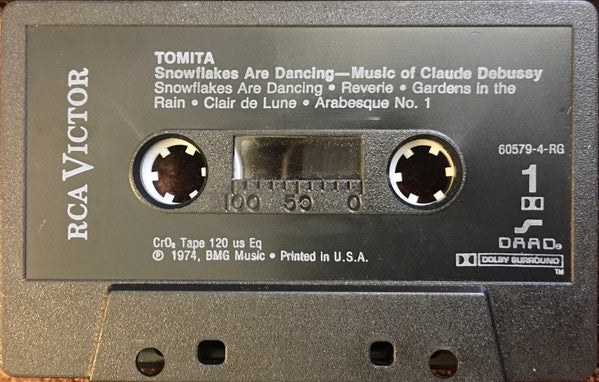 TOMITA
Snowflakes Are Dancing—Music of Claude Debussy
Snowflakes Are Dancing • Reverie • Gardens in the
Rain • Clair de Lune • Arabesque No. 1
RCA VICTOR
60579-4-RG
1
100 50 0
DAAD
CrO₂ Tape 120 us Eq
℗ 1974, BMG Music • Printed in U.S.A.
DOLBY SURROUND
TM